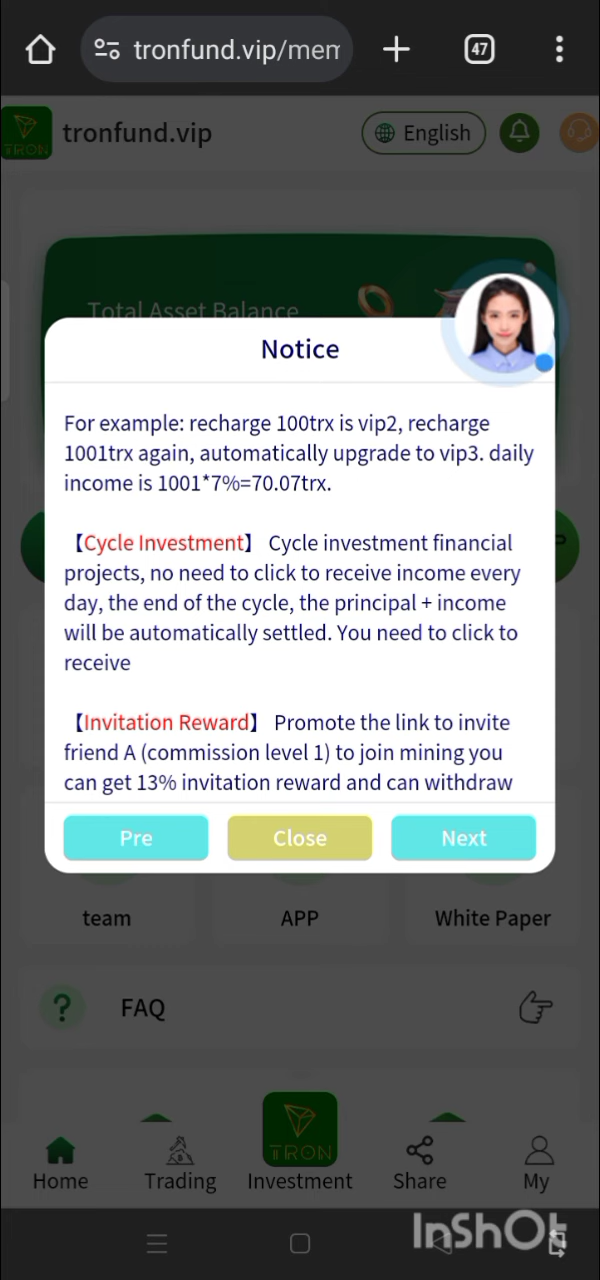 tronfund.vip/mem
47
TRON
tronfund.vip
English
Total Asset Balance
Notice
For example: recharge 100trx is vip2, recharge
1001trx again, automatically upgrade to vip3. daily
income is 1001*7%=70.07trx.
【Cycle Investment】 Cycle investment financial
projects, no need to click to receive income every
day, the end of the cycle, the principal + income
will be automatically settled. You need to click to
receive
【Invitation Reward】 Promote the link to invite
friend A (commission level 1) to join mining you
can get 13% invitation reward and can withdraw
Pre
Close
Next
team
APP
White Paper
? FAQ
TRON
Home
Trading
Investment
Share
My
InShOt